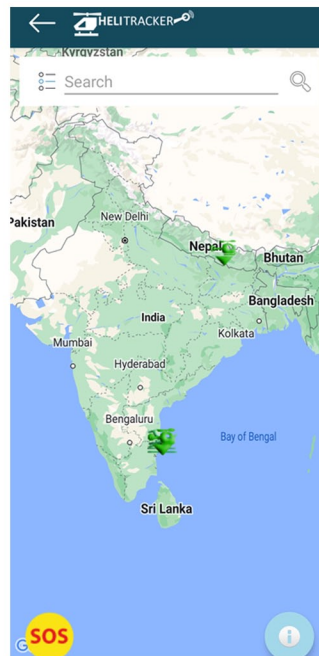 HELITRACKER
Kyrgyzstan
Search
Pakistan
New Delhi
Nepal
Bhutan
Bangladesh
India
Kolkata
Mumbai
Hyderabad
Bengaluru
Bay of Bengal
Sri Lanka
G
SOS
i